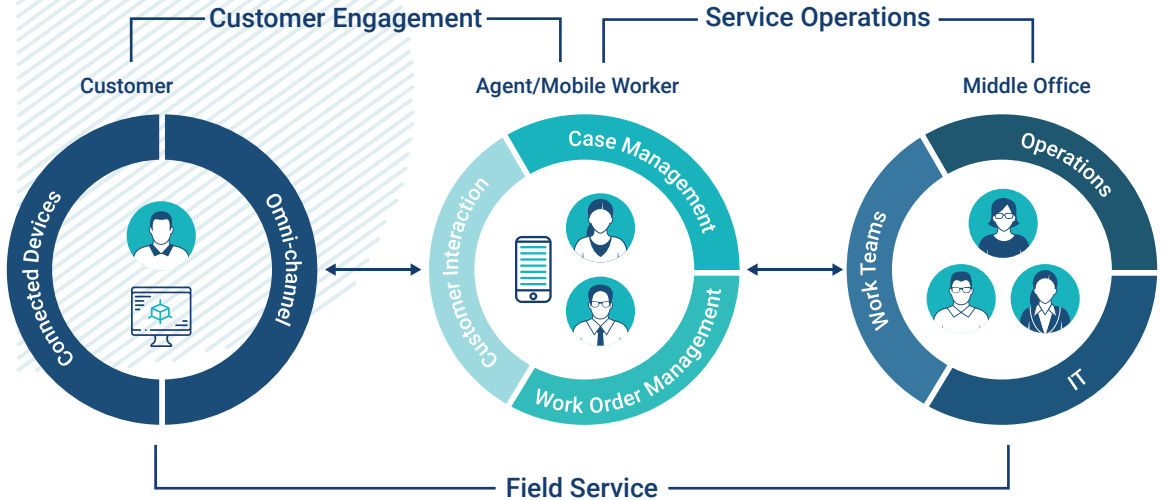 Customer Engagement
Service Operations
Customer
Agent/Mobile Worker
Middle Office
Connected Devices
Omni-channel
Customer Interaction
Case Management
Work Order Management
Work Teams
Operations
IT
Field Service